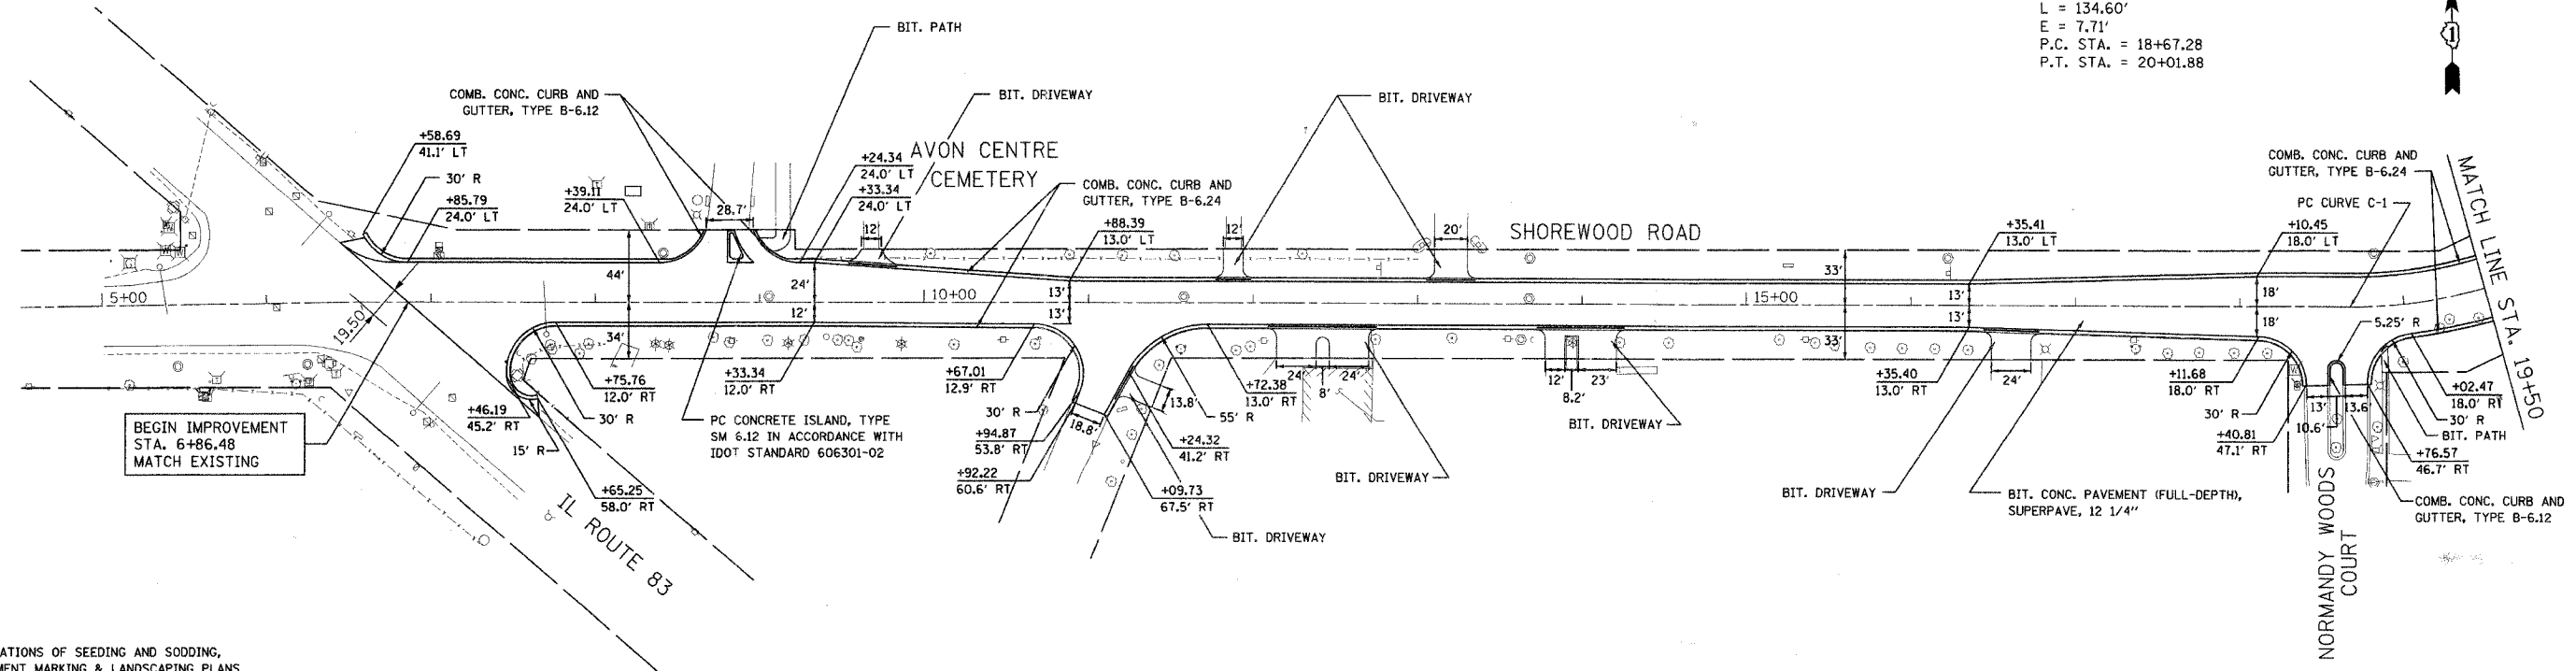 L = 134.60'
E = 7.71'
P.C. STA. = 18+67.28
P.T. STA. = 20+01.88
1
BIT. PATH
COMB. CONC. CURB AND
GUTTER, TYPE B-6.12
BIT. DRIVEWAY
BIT. DRIVEWAY
+58.69
41.1' LT
30' R
+85.79
24.0' LT
+39.11
24.0' LT
28.7'
+24.34
24.0' LT
+33.34
24.0' LT
AVON CENTRE
CEMETERY
COMB. CONC. CURB AND
GUTTER, TYPE B-6.24
+88.39
13.0' LT
12'
12'
20'
SHOREWOOD ROAD
+35.41
13.0' LT
+10.45
18.0' LT
COMB. CONC. CURB AND
GUTTER, TYPE B-6.24
PC CURVE C-1
MATCH LINE STA. 19+50
5+00
10+00
15+00
44'
34'
24'
12'
13'
13'
33'
33'
13'
13'
18'
18'
5.25' R
19.50'
BEGIN IMPROVEMENT
STA. 6+86.48
MATCH EXISTING
+46.19
45.2' RT
15' R
+75.76
12.0' RT
30' R
+65.25
58.0' RT
IL ROUTE 83
+33.34
12.0' RT
PC CONCRETE ISLAND, TYPE
SM 6.12 IN ACCORDANCE WITH
IDOT STANDARD 606301-02
+67.01
12.9' RT
30' R
+94.87
53.8' RT
+92.22
60.6' RT
18.8'
13.8'
+72.38
13.0' RT
55' R
+24.32
41.2' RT
+09.73
67.5' RT
BIT. DRIVEWAY
24'
8'
24'
BIT. DRIVEWAY
12'
8.2'
23'
BIT. DRIVEWAY
+35.40
13.0' RT
24'
BIT. DRIVEWAY
BIT. CONC. PAVEMENT (FULL-DEPTH),
SUPERPAVE, 12 1/4"
+11.68
18.0' RT
30' R
+40.81
47.1' RT
13'
13.6'
10.6'
+02.47
18.0' RT
30' R
BIT. PATH
+76.57
46.7' RT
COMB. CONC. CURB AND
GUTTER, TYPE B-6.12
NORMANDY WOODS
COURT
ATIONS OF SEEDING AND SODDING,
MENT MARKING & LANDSCAPING PLANS